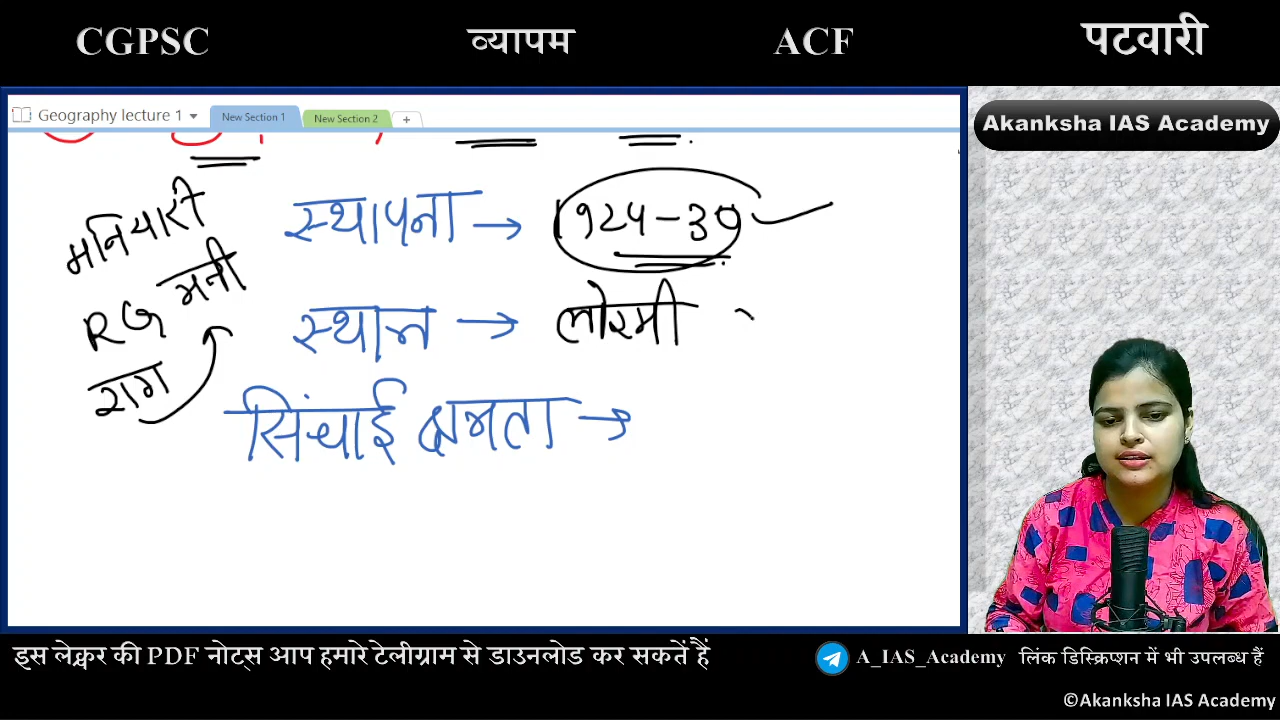 CGPSC व्यापम ACF पटवारी
Geography lecture 1 New Section 1 New Section 2 +
Akanksha IAS Academy
मनियारी
मनी
RG
राग
स्थापना → 1924-30
स्थान → लोरमी
सिंचाई क्षमता →
इस लेक्चर की PDF नोट्स आप हमारे टेलीग्राम से डाउनलोड कर सकतें हैं A_IAS_Academy लिंक डिस्क्रिप्शन में भी उपलब्ध हैं
©Akanksha IAS Academy